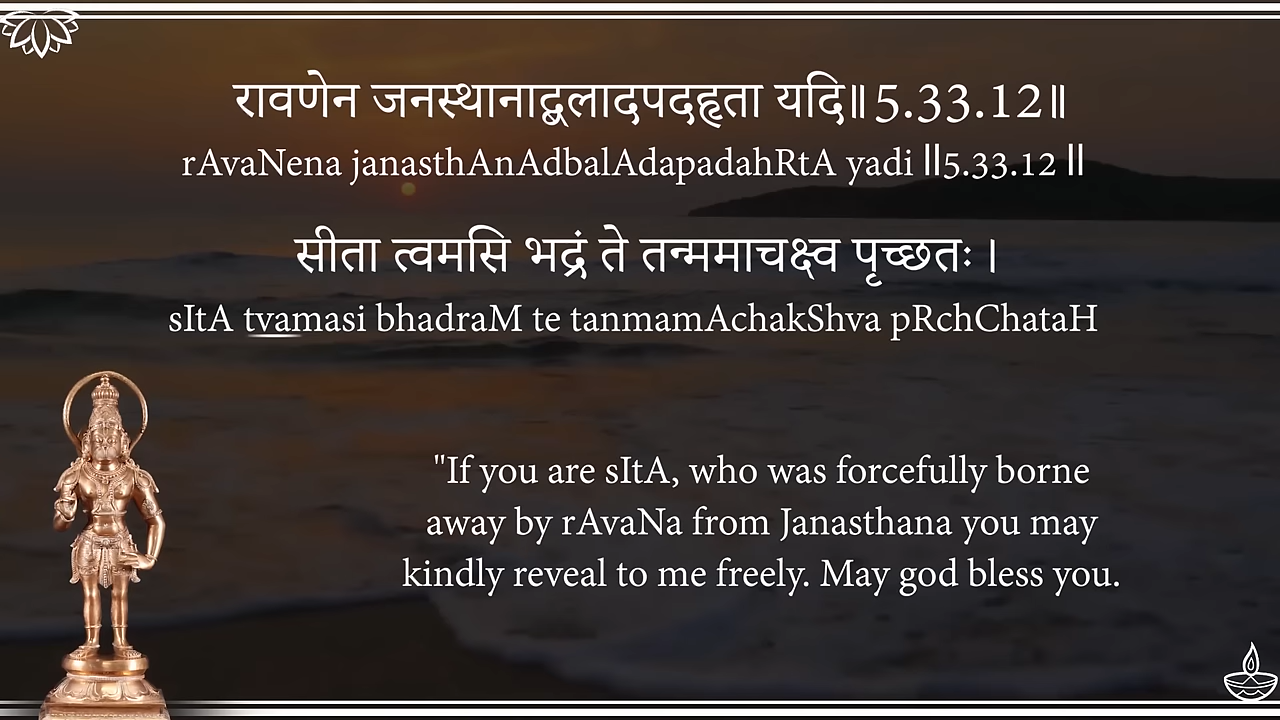 रावणेन जनस्थानाद्बलादपदहृता यदि॥ 5.33.12॥
rAvaNena janasthAnAdbalAdapadahRtA yadi ॥5.33.12 ॥
सीता त्वमसि भद्रं ते तन्ममाचक्ष्व पृच्छतः ।
sItA tvamasi bhadraM te tanmamAchakShva pRchChataH
"If you are sItA, who was forcefully borne
away by rAvaNa from Janasthana you may
kindly reveal to me freely. May god bless you.